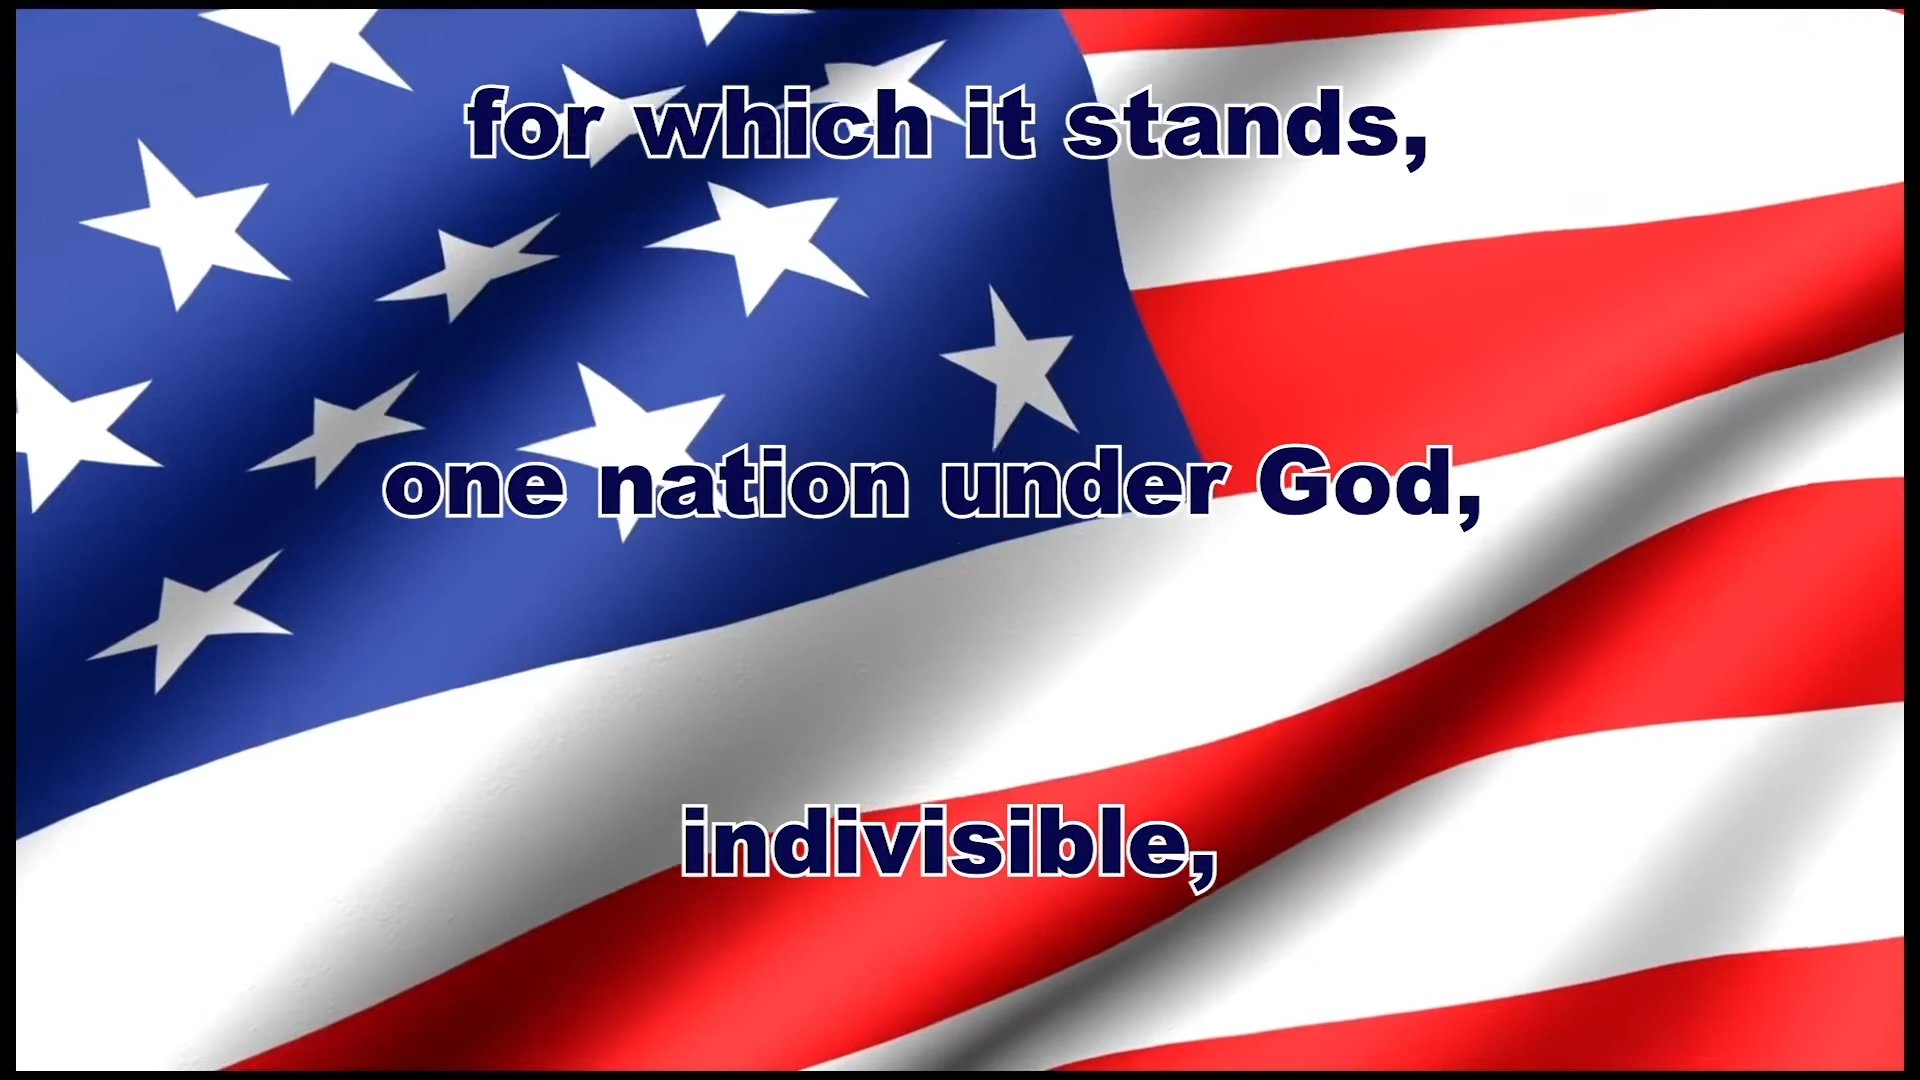 for which it stands,
one nation under God,
indivisible,